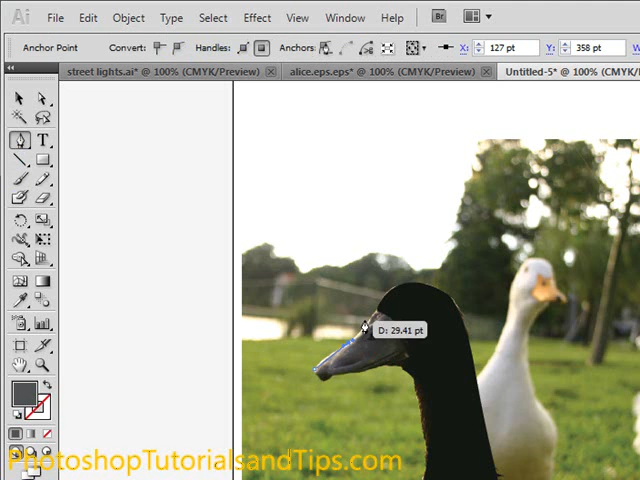 Ai File Edit Object Type Select Effect View Window Help Br
Anchor Point Convert: Handles: Anchors: X: 127 pt Y: 358 pt
street lights.ai* @ 100% (CMYK/Preview) alice.eps.eps* @ 100% (CMYK/Preview) Untitled-5* @ 100% (CMYK/Preview)
T
D: 29.41 pt
PhotoshopTutorialsandTips.com